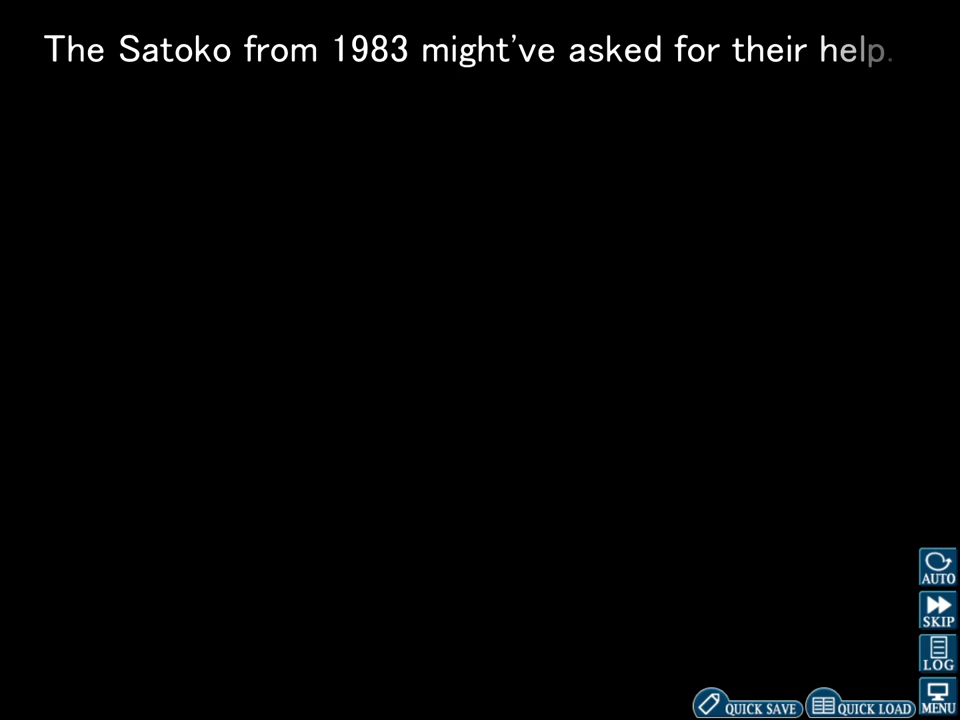 The Satoko from 1983 might've asked for their help.
AUTO
SKIP
LOG
QUICK SAVE
QUICK LOAD
MENU